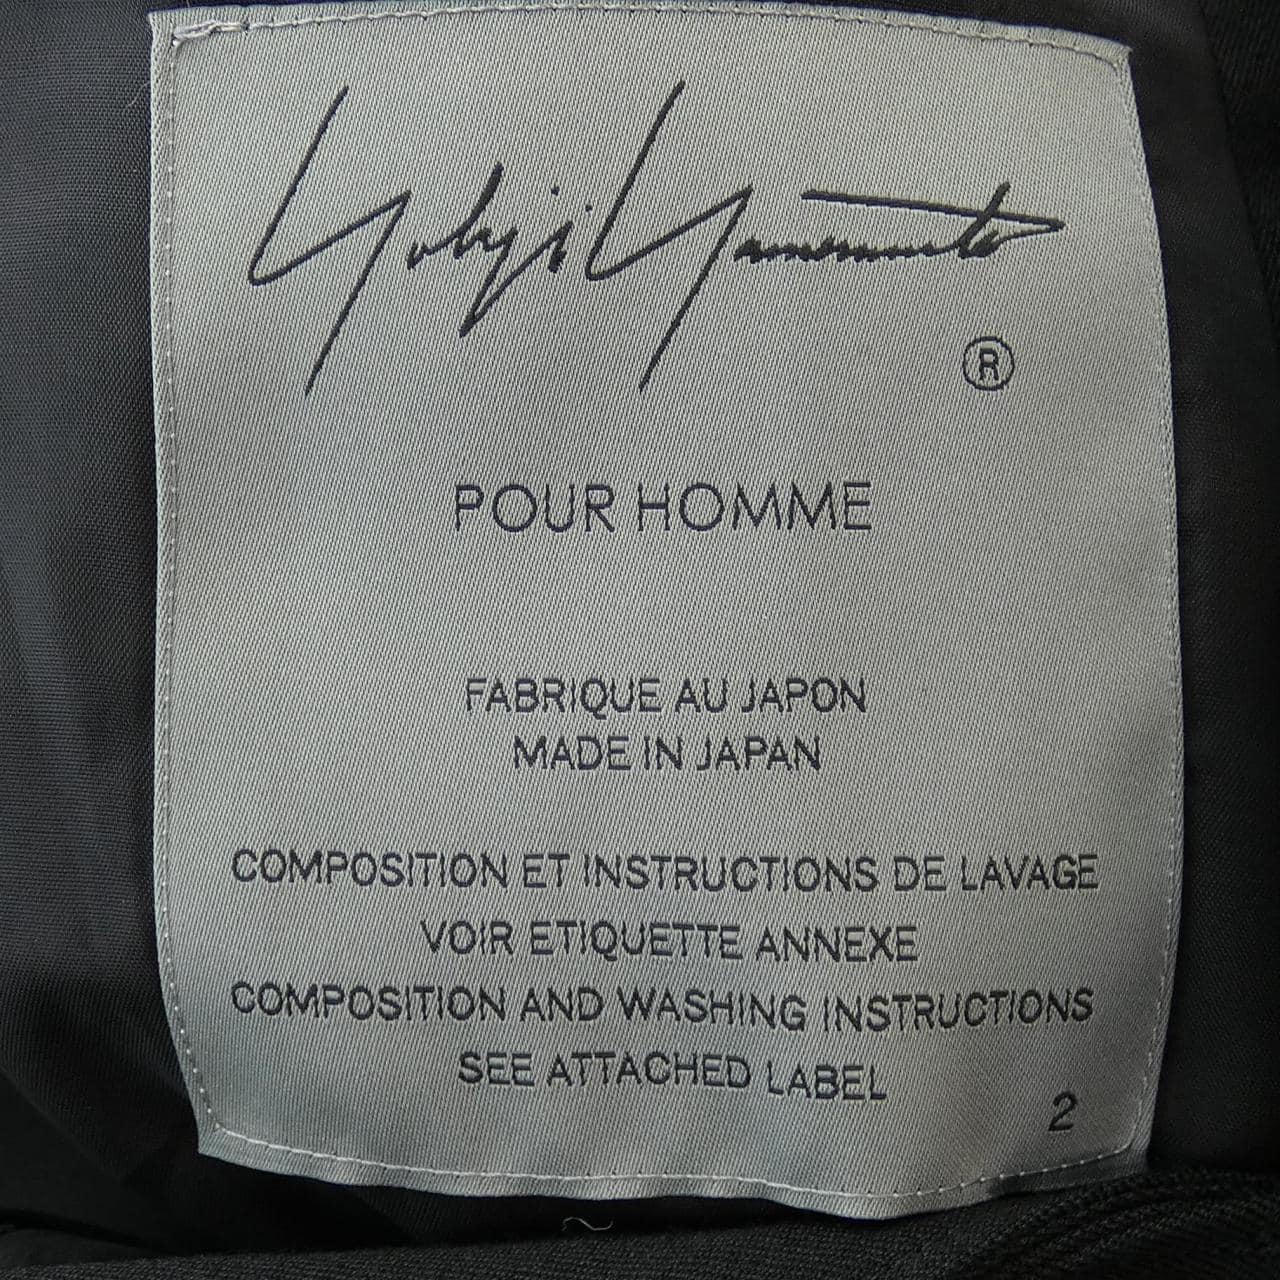 Yohji Yamamoto
®
POUR HOMME
FABRIQUE AU JAPON
MADE IN JAPAN
COMPOSITION ET INSTRUCTIONS DE LAVAGE
VOIR ETIQUETTE ANNEXE
COMPOSITION AND WASHING INSTRUCTIONS
SEE ATTACHED LABEL
2